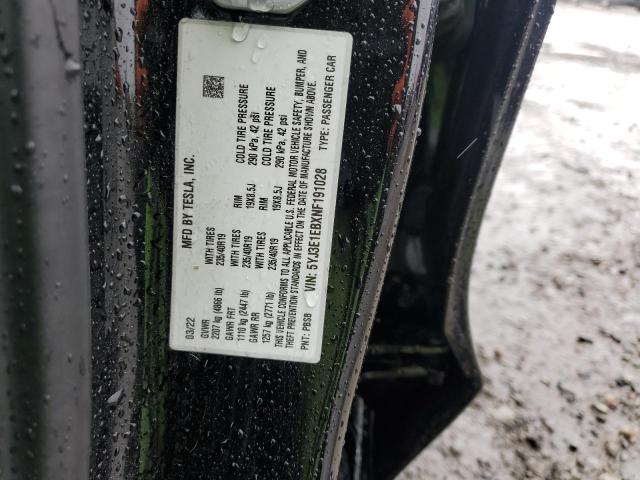 MFD BY TESLA, INC.
03/22
GVWR
2207 kg (4866 lb)
GAWR FRT WITH TIRES RIM COLD TIRE PRESSURE
1110 kg (2447 lb) 235/40R19 19X8.5J 290 kPa, 42 psi
GAWR RR WITH TIRES RIM COLD TIRE PRESSURE
1257 kg (2771 lb) 235/40R19 19X8.5J 290 kPa, 42 psi
THIS VEHICLE CONFORMS TO ALL APPLICABLE U.S. FEDERAL MOTOR VEHICLE SAFETY, BUMPER, AND
THEFT PREVENTION STANDARDS IN EFFECT ON THE DATE OF MANUFACTURE SHOWN ABOVE.
VIN: 5YJ3E1EBXNF191028 TYPE: PASSENGER CAR
PNT: PBSB